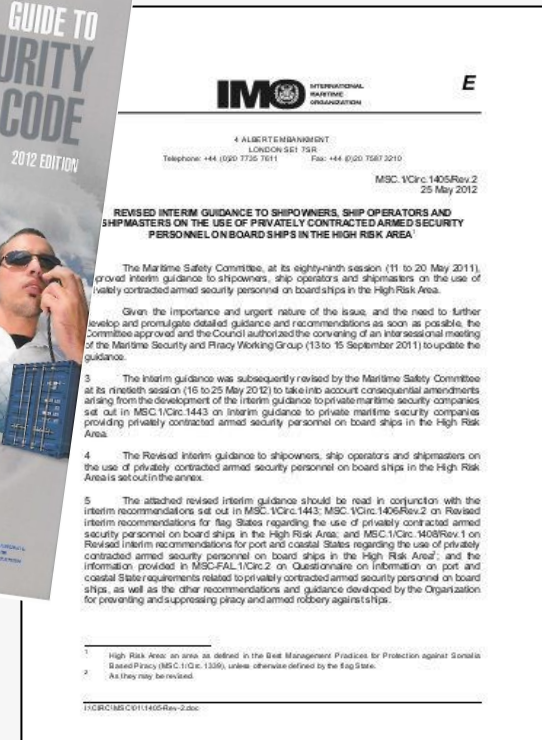 GUIDE TO
URITY
CODE
2012 EDITION
IMO
INTERNATIONAL
MARITIME
ORGANIZATION
E
4 ALBERT EMBANKMENT
LONDON SE1 7SR
Telephone: +44 (0)20 7735 7611 Fax: +44 (0)20 7587 3210
MSC.1/Circ.1405/Rev.2
25 May 2012
REVISED INTERIM GUIDANCE TO SHIPOWNERS, SHIP OPERATORS AND
SHIPMASTERS ON THE USE OF PRIVATELY CONTRACTED ARMED SECURITY
PERSONNEL ON BOARD SHIPS IN THE HIGH RISK AREA1
The Maritime Safety Committee, at its eighty-ninth session (11 to 20 May 2011),
proved interim guidance to shipowners, ship operators and shipmasters on the use of
ivately contracted armed security personnel on board ships in the High Risk Area.
Given the importance and urgent nature of the issue, and the need to further
develop and promulgate detailed guidance and recommendations as soon as possible, the
Committee approved and the Council authorized the convening of an intersessional meeting
of the Maritime Security and Piracy Working Group (13 to 15 September 2011) to update the
guidance.
3 The interim guidance was subsequently revised by the Maritime Safety Committee
at its ninetieth session (16 to 25 May 2012) to take into account consequential amendments
arising from the development of the interim guidance to private maritime security companies
set out in MSC.1/Circ.1443 on Interim guidance to private maritime security companies
providing privately contracted armed security personnel on board ships in the High Risk
Area.
4 The Revised interim guidance to shipowners, ship operators and shipmasters on
the use of privately contracted armed security personnel on board ships in the High Risk
Area is set out in the annex.
5 The attached revised interim guidance should be read in conjunction with the
interim recommendations set out in MSC.1/Circ.1443; MSC.1/Circ.1406/Rev.2 on Revised
interim recommendations for flag States regarding the use of privately contracted armed
security personnel on board ships in the High Risk Area; and MSC.1/Circ.1408/Rev.1 on
Revised interim recommendations for port and coastal States regarding the use of privately
contracted armed security personnel on board ships in the High Risk Area2; and the
information provided in MSC-FAL.1/Circ.2 on Questionnaire on information on port and
coastal State requirements related to privately contracted armed security personnel on board
ships, as well as the other recommendations and guidance developed by the Organization
for preventing and suppressing piracy and armed robbery against ships.
1 High Risk Area: an area as defined in the Best Management Practices for Protection against Somalia
Based Piracy (MSC.1/Circ. 1339), unless otherwise defined by the flag State.
2 As they may be revised.
I:\CIRC\MSC\01\1405-Rev-2.doc